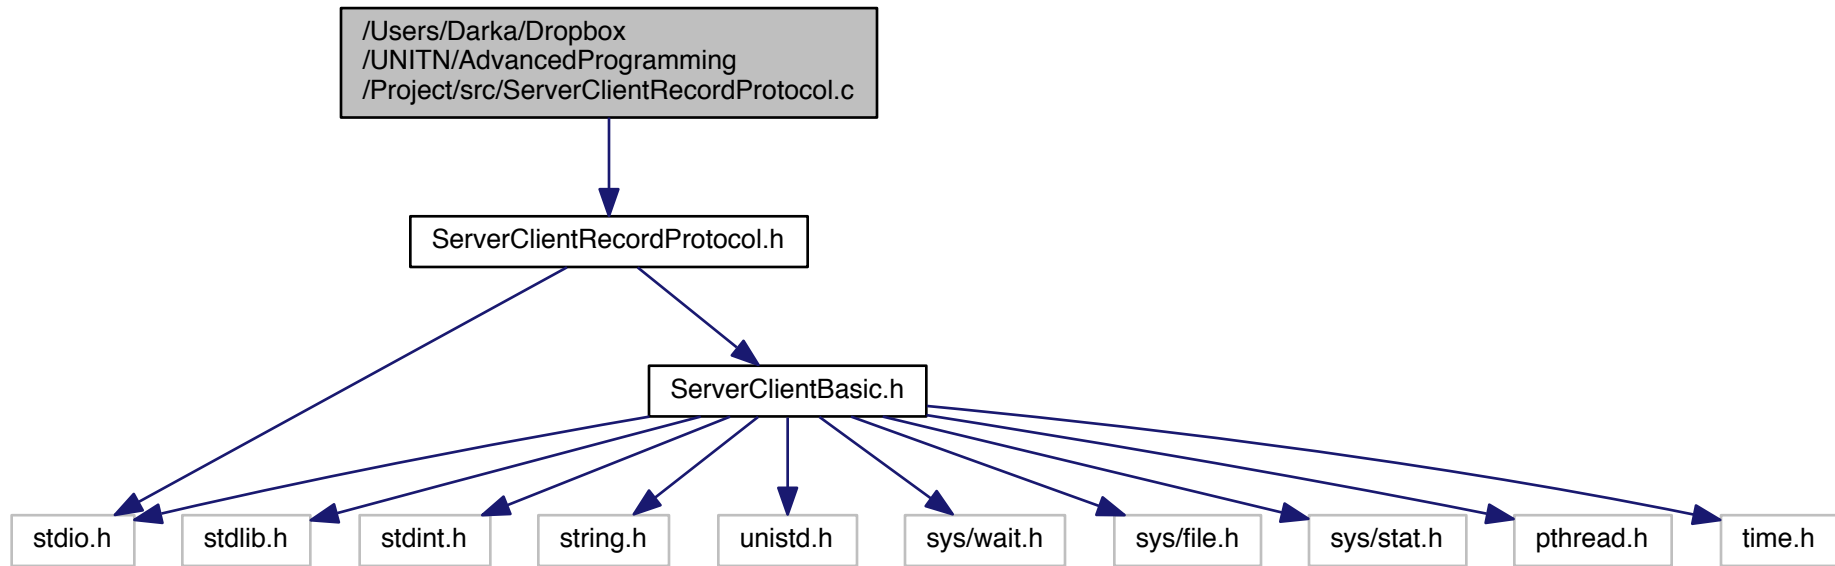 /Users/Darka/Dropbox
/UNITN/AdvancedProgramming
/Project/src/ServerClientRecordProtocol.c
ServerClientRecordProtocol.h
ServerClientBasic.h
stdio.h
stdlib.h
stdint.h
string.h
unistd.h
sys/wait.h
sys/file.h
sys/stat.h
pthread.h
time.h